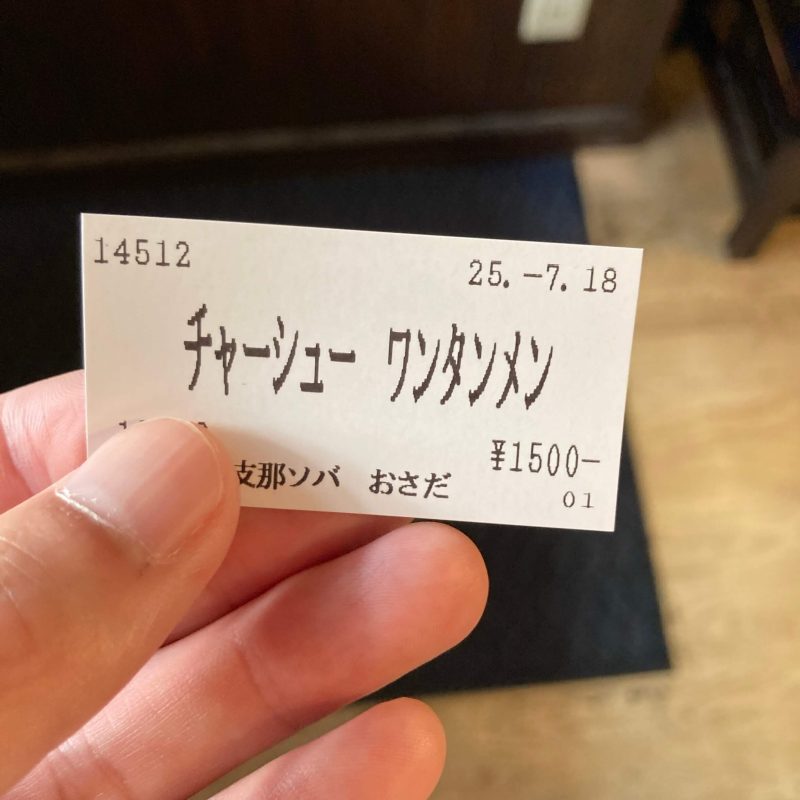 14512
25.-7.18
チャーシュー ワンタンメン
¥1500-
支那ソバ おさだ
01